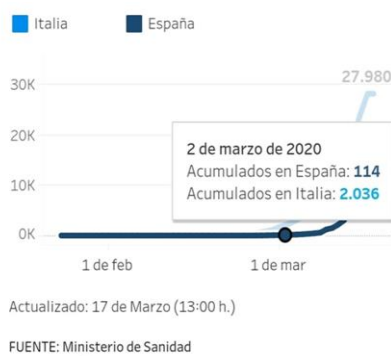 Italia España
27.980
30K
20K
10K
0K
2 de marzo de 2020
Acumulados en España: 114
Acumulados en Italia: 2.036
1 de feb 1 de mar
Actualizado: 17 de Marzo (13:00 h.)
FUENTE: Ministerio de Sanidad